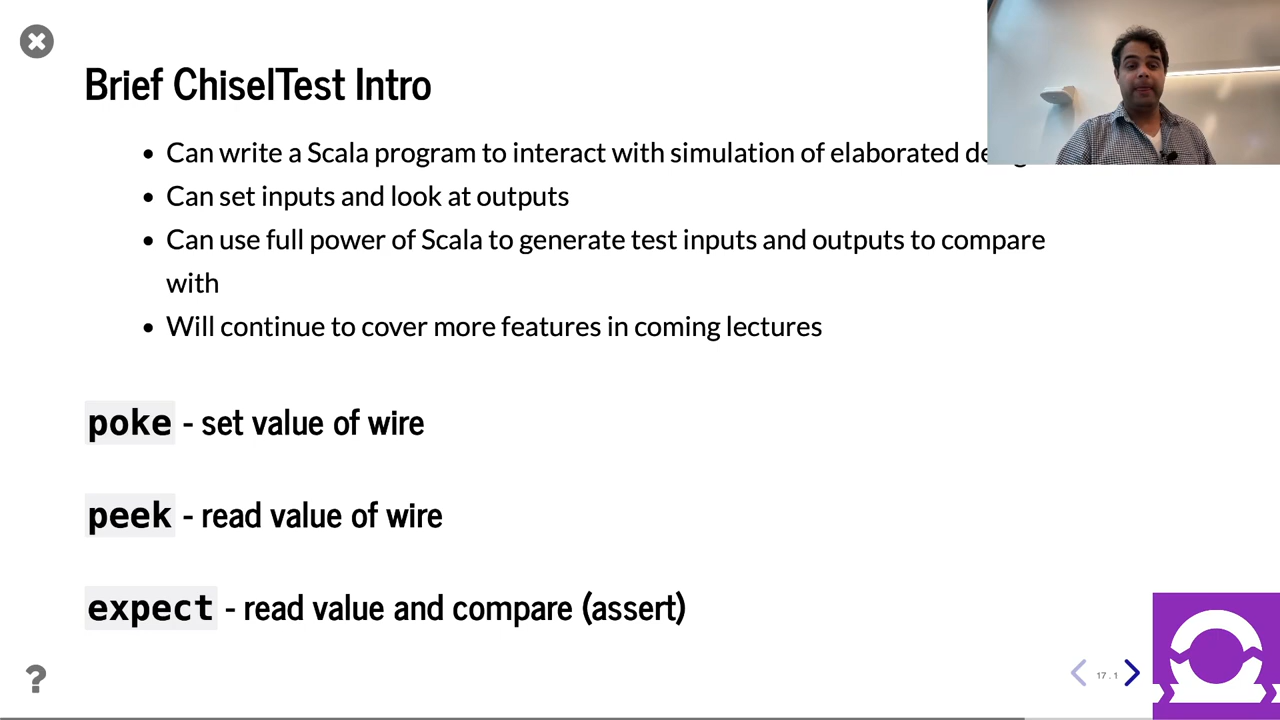 Brief ChiselTest Intro
Can write a Scala program to interact with simulation of elaborated
Can set inputs and look at outputs
Can use full power of Scala to generate test inputs and outputs to compare
with
Will continue to cover more features in coming lectures
poke - set value of wire
peek - read value of wire
expect - read value and compare (assert)
?
17 . 1